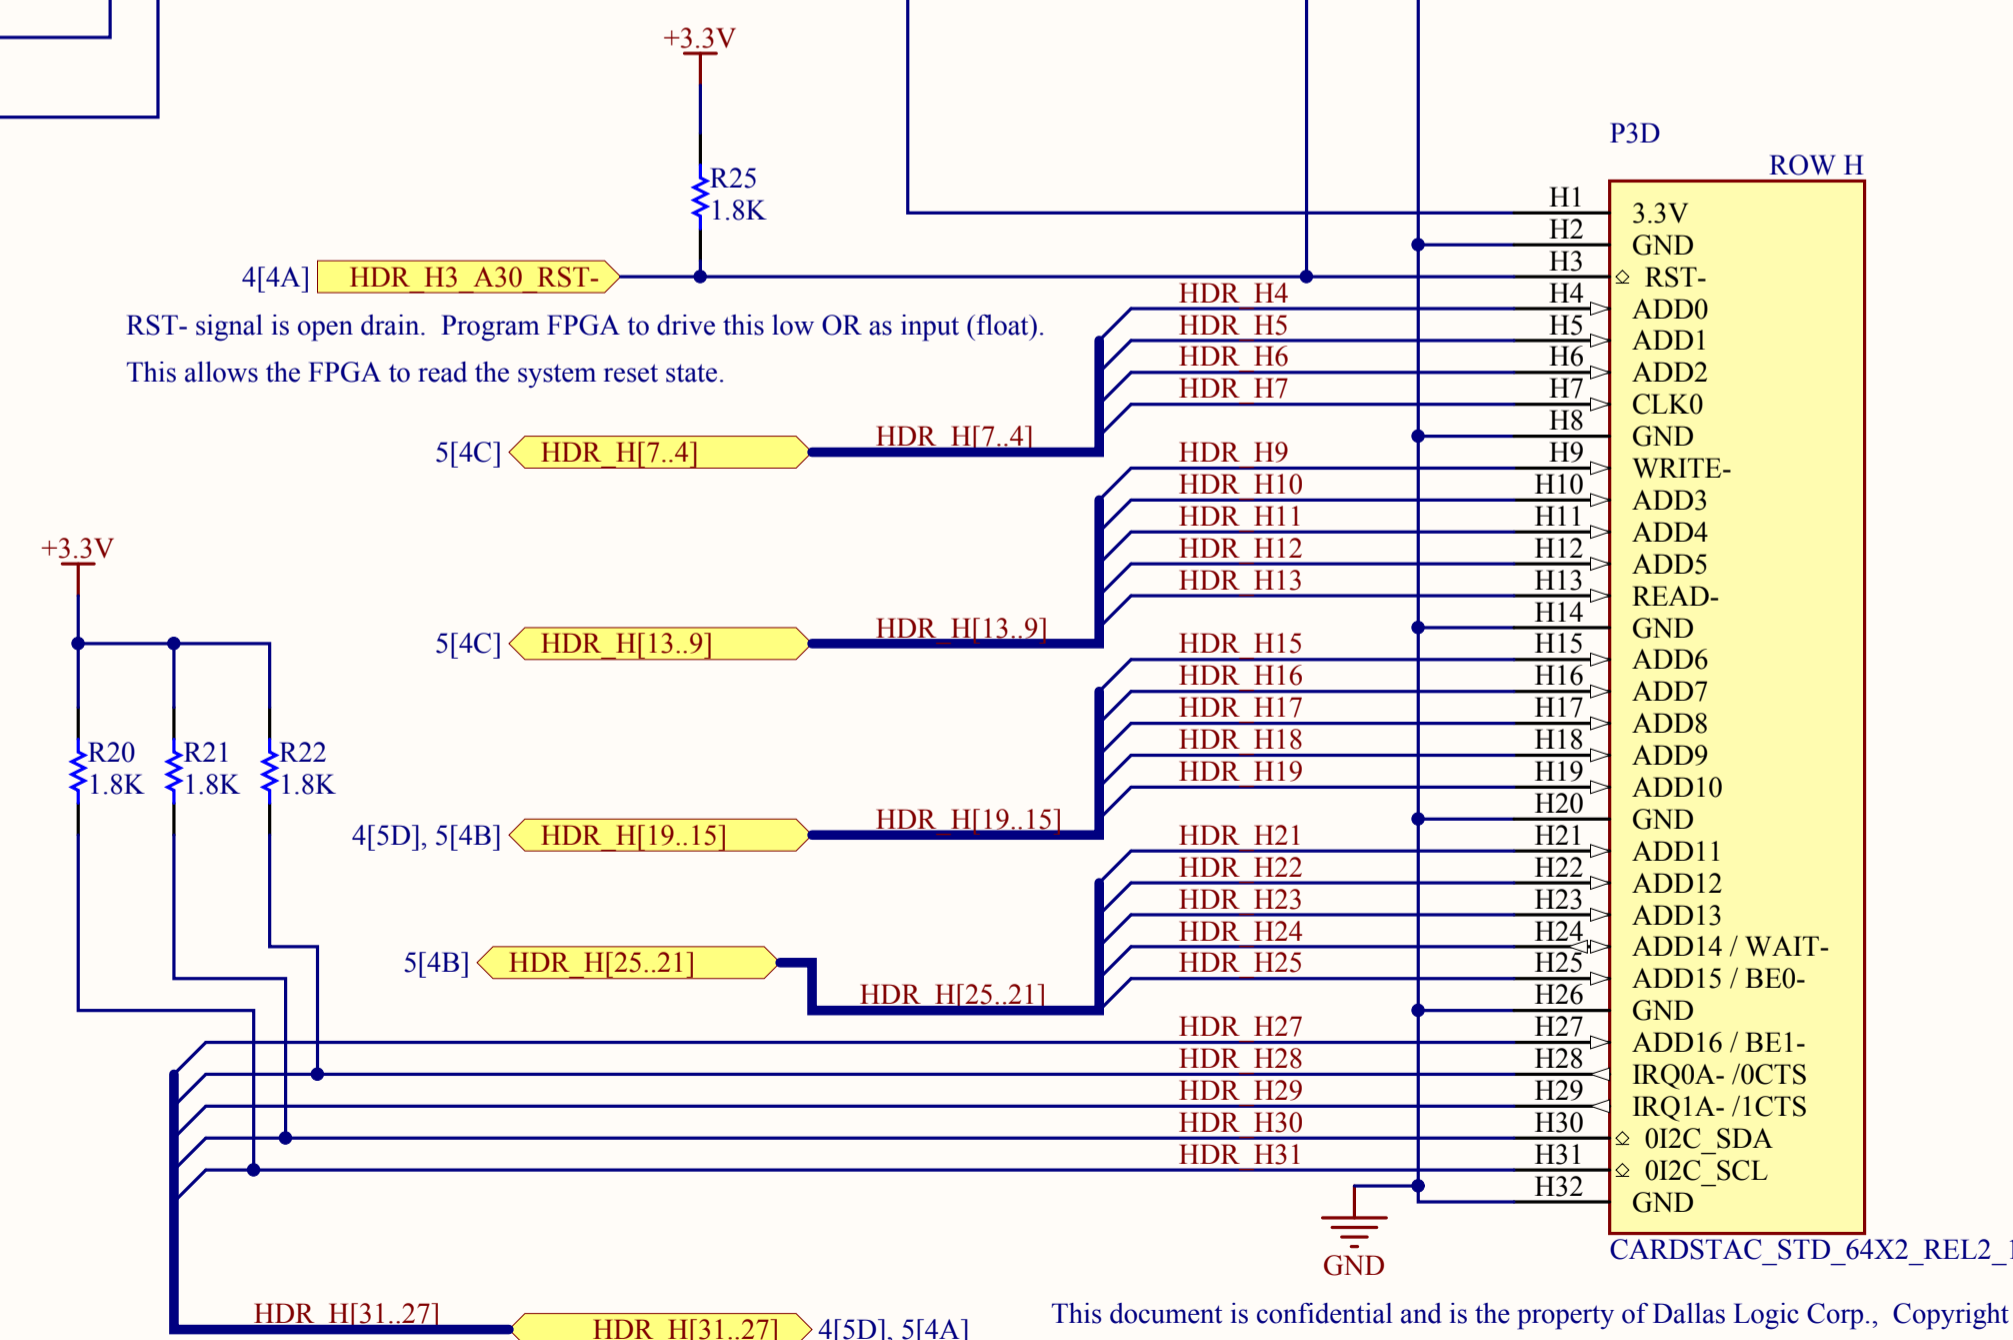 +3.3V
R25
1.8K
4[4A] HDR_H3_A30_RST-
RST- signal is open drain.  Program FPGA to drive this low OR as input (float).
This allows the FPGA to read the system reset state.
5[4C] HDR_H[7..4] HDR_H[7..4]
5[4C] HDR_H[13..9] HDR_H[13..9]
4[5D], 5[4B] HDR_H[19..15] HDR_H[19..15]
5[4B] HDR_H[25..21] HDR_H[25..21]
+3.3V
R20
1.8K
R21
1.8K
R22
1.8K
P3D
ROW H
H1 3.3V
H2 GND
H3 RST-
HDR_H4 H4 ADD0
HDR_H5 H5 ADD1
HDR_H6 H6 ADD2
HDR_H7 H7 CLK0
H8 GND
HDR_H9 H9 WRITE-
HDR_H10 H10 ADD3
HDR_H11 H11 ADD4
HDR_H12 H12 ADD5
HDR_H13 H13 READ-
H14 GND
HDR_H15 H15 ADD6
HDR_H16 H16 ADD7
HDR_H17 H17 ADD8
HDR_H18 H18 ADD9
HDR_H19 H19 ADD10
H20 GND
HDR_H21 H21 ADD11
HDR_H22 H22 ADD12
HDR_H23 H23 ADD13
HDR_H24 H24 ADD14 / WAIT-
HDR_H25 H25 ADD15 / BE0-
H26 GND
HDR_H27 H27 ADD16 / BE1-
HDR_H28 H28 IRQ0A- /0CTS
HDR_H29 H29 IRQ1A- /1CTS
HDR_H30 H30 0I2C_SDA
HDR_H31 H31 0I2C_SCL
H32 GND
GND
CARDSTAC_STD_64X2_REL2_1
HDR_H[31..27] HDR_H[31..27] 4[5D], 5[4A]
This document is confidential and is the property of Dallas Logic Corp.,  Copyright